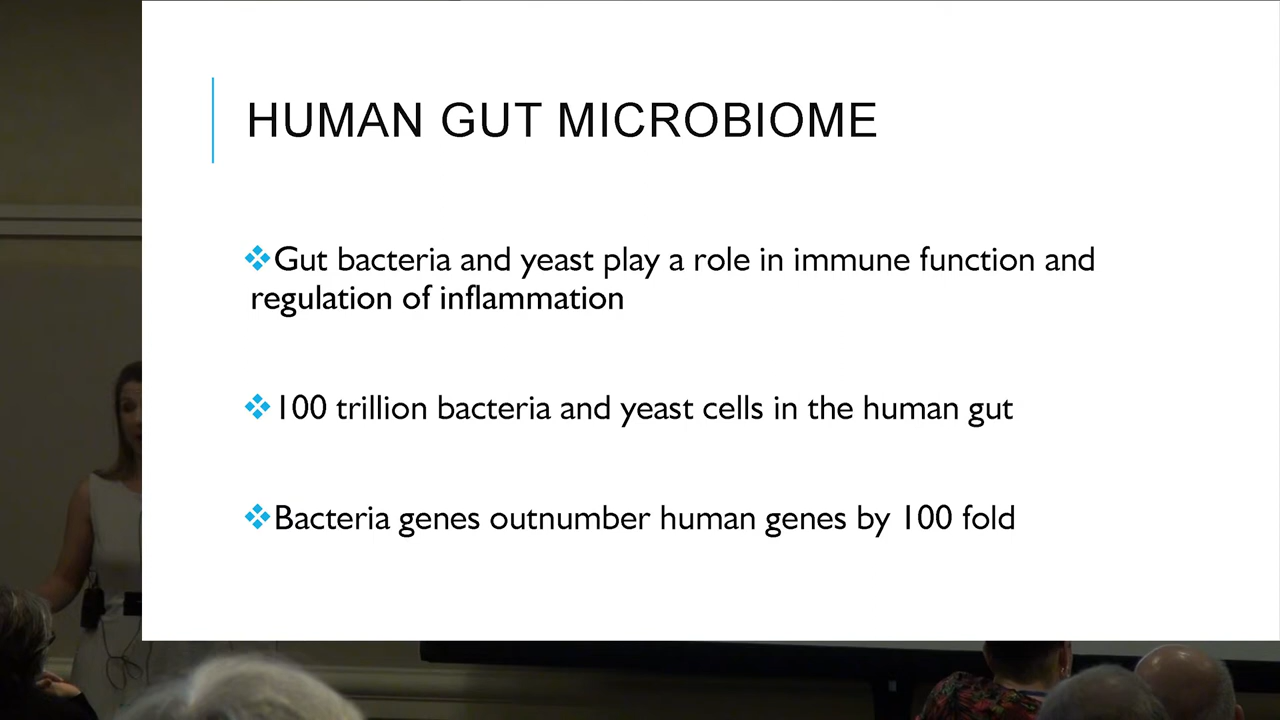 HUMAN GUT MICROBIOME
Gut bacteria and yeast play a role in immune function and
regulation of inflammation
100 trillion bacteria and yeast cells in the human gut
Bacteria genes outnumber human genes by 100 fold